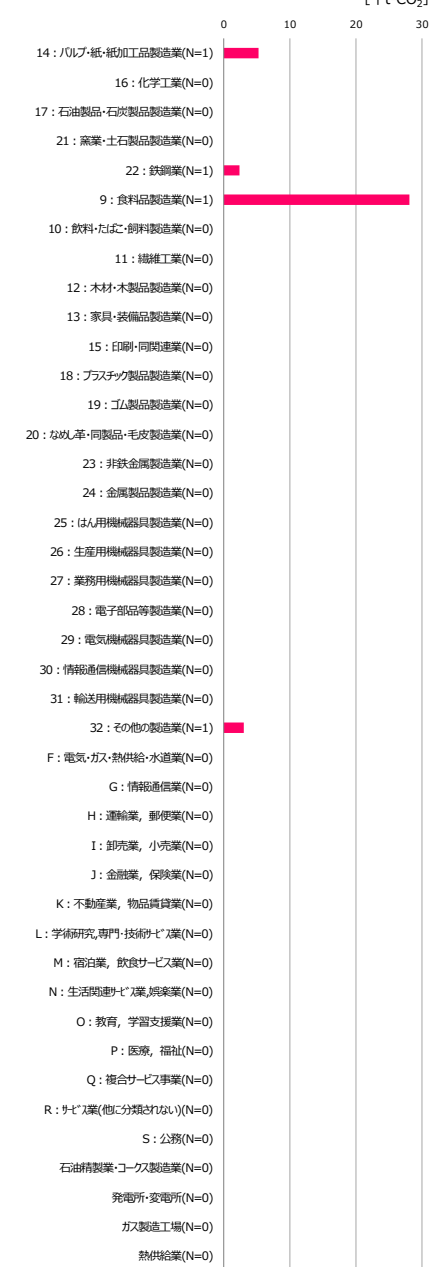 [千t-CO₂]
0 10 20 30
14：パルプ・紙・紙加工品製造業(N=1)
16：化学工業(N=0)
17：石油製品・石炭製品製造業(N=0)
21：窯業・土石製品製造業(N=0)
22：鉄鋼業(N=1)
9：食料品製造業(N=1)
10：飲料・たばこ・飼料製造業(N=0)
11：繊維工業(N=0)
12：木材・木製品製造業(N=0)
13：家具・装備品製造業(N=0)
15：印刷・同関連業(N=0)
18：プラスチック製品製造業(N=0)
19：ゴム製品製造業(N=0)
20：なめし革・同製品・毛皮製造業(N=0)
23：非鉄金属製造業(N=0)
24：金属製品製造業(N=0)
25：はん用機械器具製造業(N=0)
26：生産用機械器具製造業(N=0)
27：業務用機械器具製造業(N=0)
28：電子部品等製造業(N=0)
29：電気機械器具製造業(N=0)
30：情報通信機械器具製造業(N=0)
31：輸送用機械器具製造業(N=0)
32：その他の製造業(N=1)
F：電気・ガス・熱供給・水道業(N=0)
G：情報通信業(N=0)
H：運輸業，郵便業(N=0)
I：卸売業，小売業(N=0)
J：金融業，保険業(N=0)
K：不動産業，物品賃貸業(N=0)
L：学術研究,専門・技術ｻｰﾋﾞｽ業(N=0)
M：宿泊業，飲食サービス業(N=0)
N：生活関連ｻｰﾋﾞｽ業,娯楽業(N=0)
O：教育，学習支援業(N=0)
P：医療，福祉(N=0)
Q：複合サービス事業(N=0)
R：ｻｰﾋﾞｽ業(他に分類されない)(N=0)
S：公務(N=0)
石油精製業・コークス製造業(N=0)
発電所・変電所(N=0)
ガス製造工場(N=0)
熱供給業(N=0)